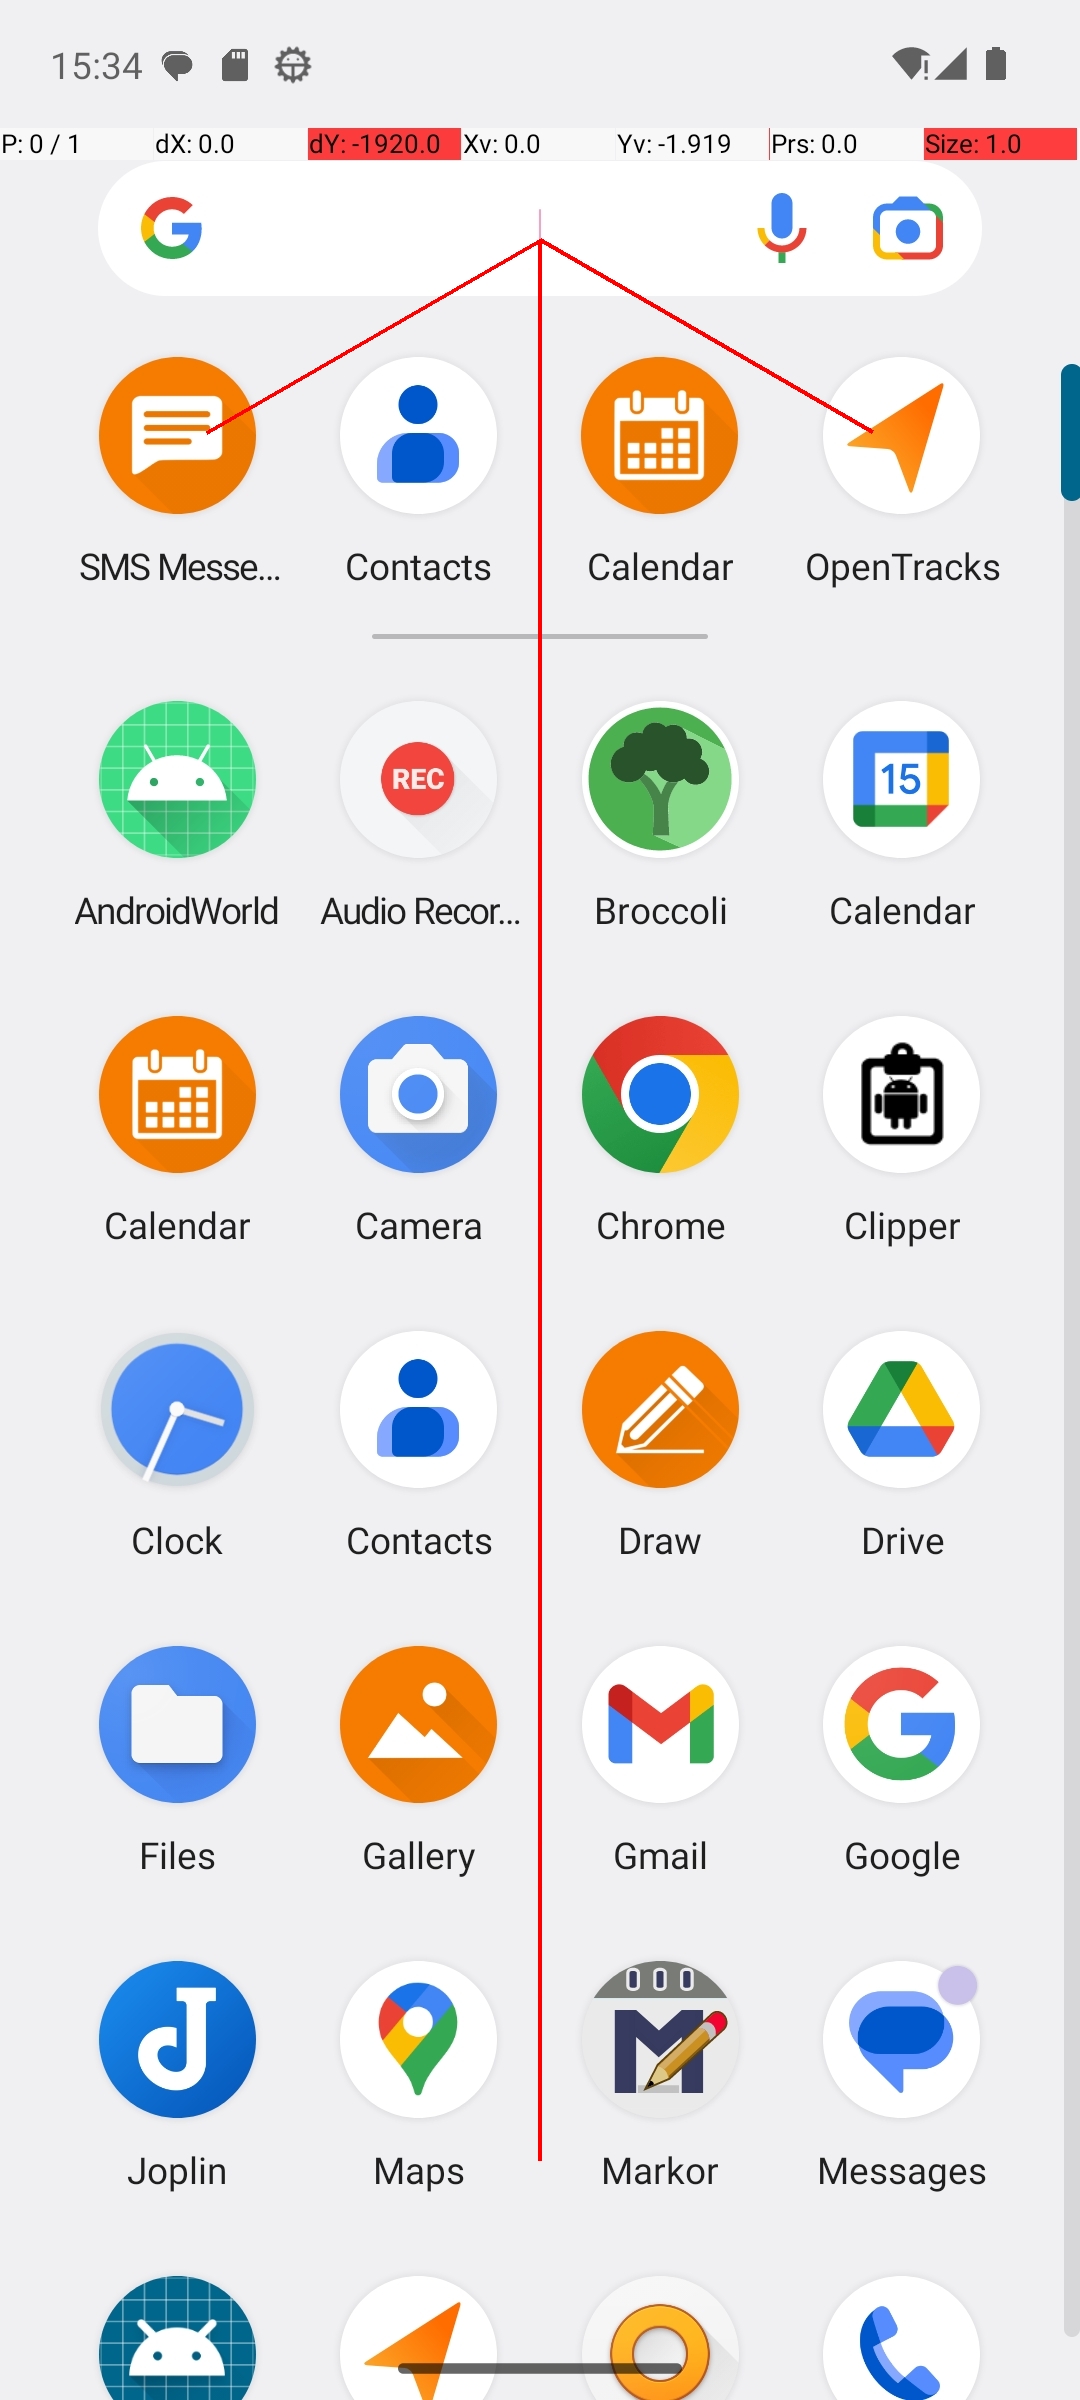 15:34
P: 0 / 1 dX: 0.0 dY: -1920.0 Xv: 0.0 Yv: -1.919 Prs: 0.0 Size: 1.0
SMS Messe... Contacts Calendar OpenTracks
REC
15
AndroidWorld Audio Recor... Broccoli Calendar
Calendar Camera Chrome Clipper
Clock Contacts Draw Drive
Files Gallery Gmail Google
Joplin Maps Markor Messages